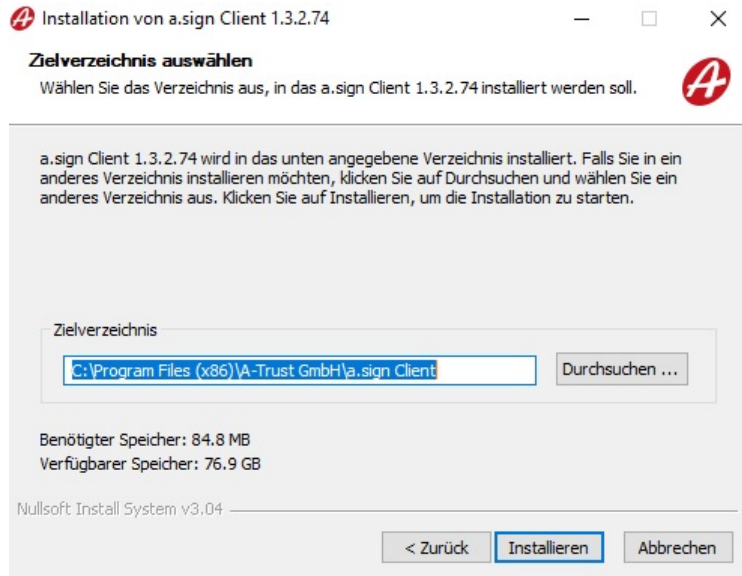 Installation von a.sign Client 1.3.2.74
Zielverzeichnis auswählen
Wählen Sie das Verzeichnis aus, in das a.sign Client 1.3.2.74 installiert werden soll.
a.sign Client 1.3.2.74 wird in das unten angegebene Verzeichnis installiert. Falls Sie in ein
anderes Verzeichnis installieren möchten, klicken Sie auf Durchsuchen und wählen Sie ein
anderes Verzeichnis aus. Klicken Sie auf Installieren, um die Installation zu starten.
Zielverzeichnis
C:\Program Files (x86)\A-Trust GmbH\a.sign Client
Durchsuchen ...
Benötigter Speicher: 84.8 MB
Verfügbarer Speicher: 76.9 GB
Nullsoft Install System v3.04
< Zurück
Installieren
Abbrechen